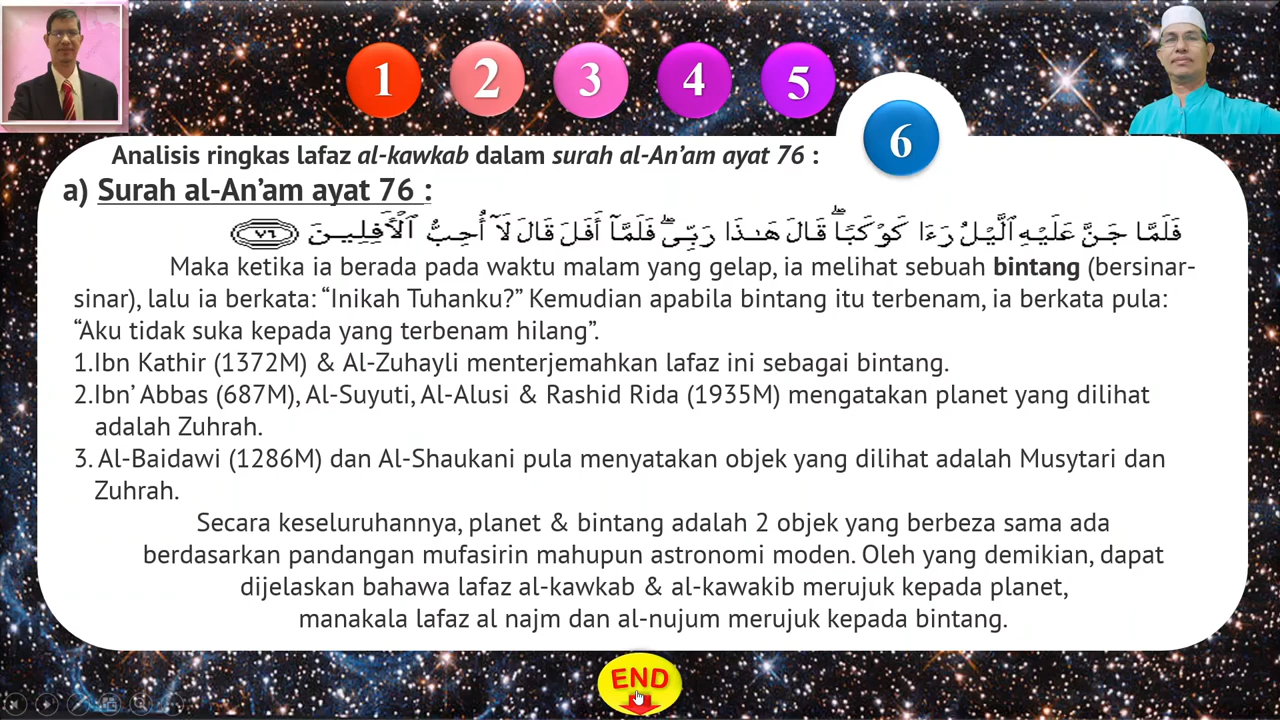 1 2 3 4 5
6
Analisis ringkas lafaz al-kawkab dalam surah al-An’am ayat 76 :
a) Surah al-An’am ayat 76 :
فَلَمَّا جَنَّ عَلَيْهِ ٱلَّيْلُ رَءَا كَوْكَبًاۖ قَالَ هَـٰذَا رَبِّىۖ فَلَمَّآ أَفَلَ قَالَ لَآ أُحِبُّ ٱلْأَفِلِينَ ٧٦
Maka ketika ia berada pada waktu malam yang gelap, ia melihat sebuah bintang (bersinar-
sinar), lalu ia berkata: “Inikah Tuhanku?” Kemudian apabila bintang itu terbenam, ia berkata pula:
“Aku tidak suka kepada yang terbenam hilang”.
1.Ibn Kathir (1372M) & Al-Zuhayli menterjemahkan lafaz ini sebagai bintang.
2.Ibn’ Abbas (687M), Al-Suyuti, Al-Alusi & Rashid Rida (1935M) mengatakan planet yang dilihat
adalah Zuhrah.
3. Al-Baidawi (1286M) dan Al-Shaukani pula menyatakan objek yang dilihat adalah Musytari dan
Zuhrah.
Secara keseluruhannya, planet & bintang adalah 2 objek yang berbeza sama ada
berdasarkan pandangan mufasirin mahupun astronomi moden. Oleh yang demikian, dapat
dijelaskan bahawa lafaz al-kawkab & al-kawakib merujuk kepada planet,
manakala lafaz al najm dan al-nujum merujuk kepada bintang.
END